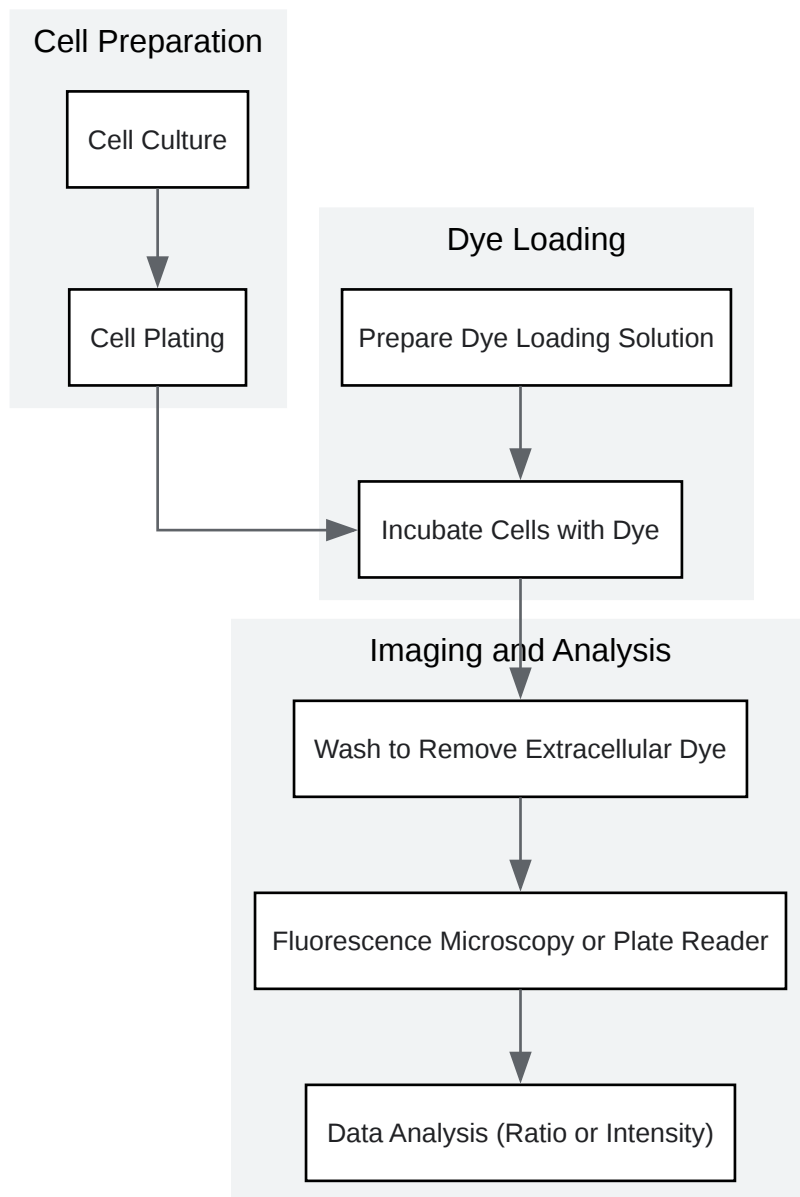 Cell Preparation
Cell Culture
Cell Plating
Dye Loading
Prepare Dye Loading Solution
Incubate Cells with Dye
Imaging and Analysis
Wash to Remove Extracellular Dye
Fluorescence Microscopy or Plate Reader
Data Analysis (Ratio or Intensity)